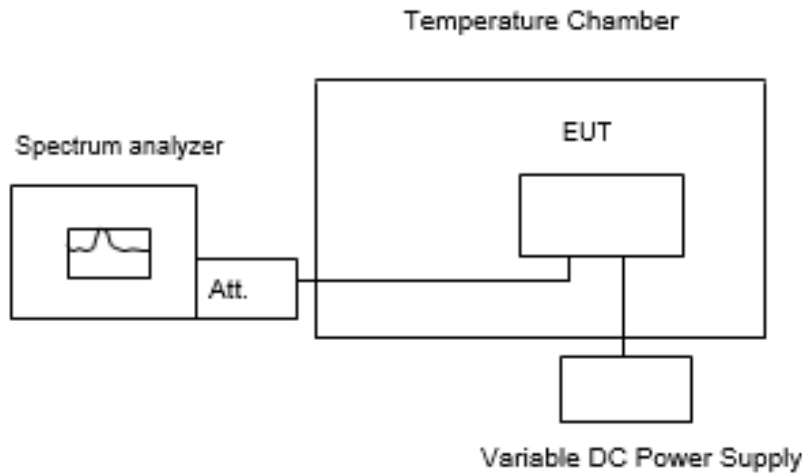 Temperature Chamber
Spectrum analyzer
EUT
Att.
Variable DC Power Supply